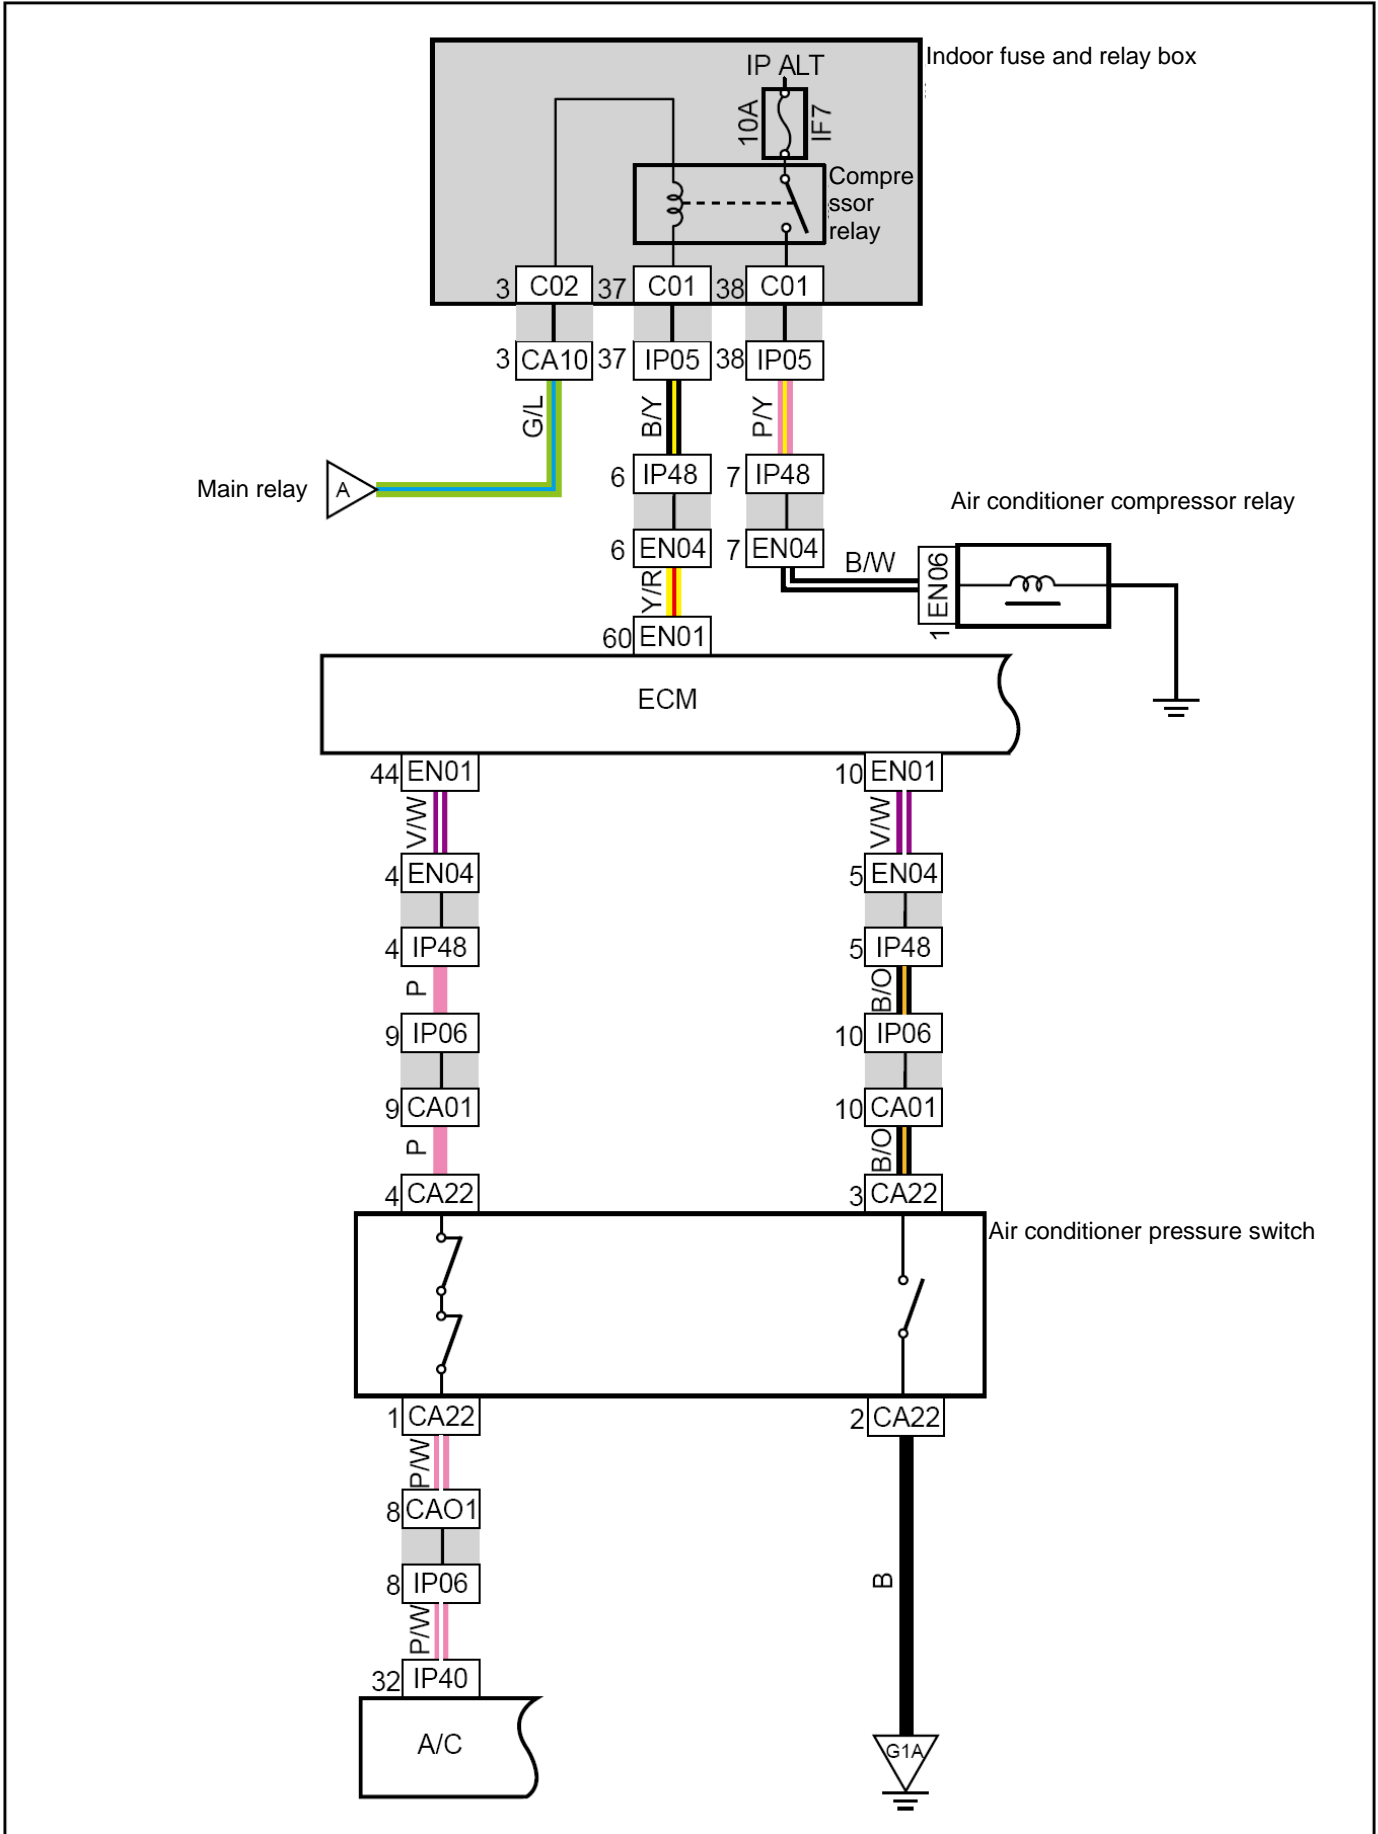 Indoor fuse and relay box
IP ALT
10A
IF7
Compre
ssor
relay
3 C02 37 C01 38 C01
3 CA10 37 IP05 38 IP05
G/L B/Y P/Y
Main relay A
6 IP48 7 IP48
Air conditioner compressor relay
6 EN04 7 EN04 B/W 1 EN06
Y/R
60 EN01
ECM
44 EN01 10 EN01
V/W V/W
4 EN04 5 EN04
4 IP48 5 IP48
P B/O
9 IP06 10 IP06
9 CA01 10 CA01
P B/O
4 CA22 3 CA22
Air conditioner pressure switch
1 CA22 2 CA22
P/W
8 CAO1
8 IP06 B
P/W
32 IP40
A/C G1A